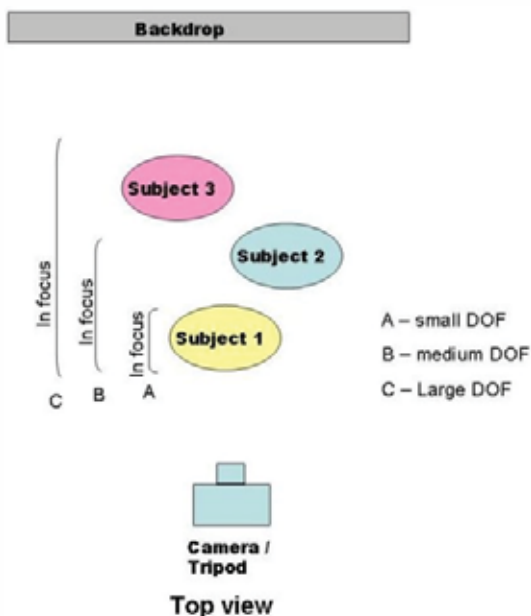 Backdrop
Subject 3
Subject 2
Subject 1
In focus
In focus
In focus
C
B
A
A – small DOF
B – medium DOF
C – Large DOF
Camera /
Tripod
Top view